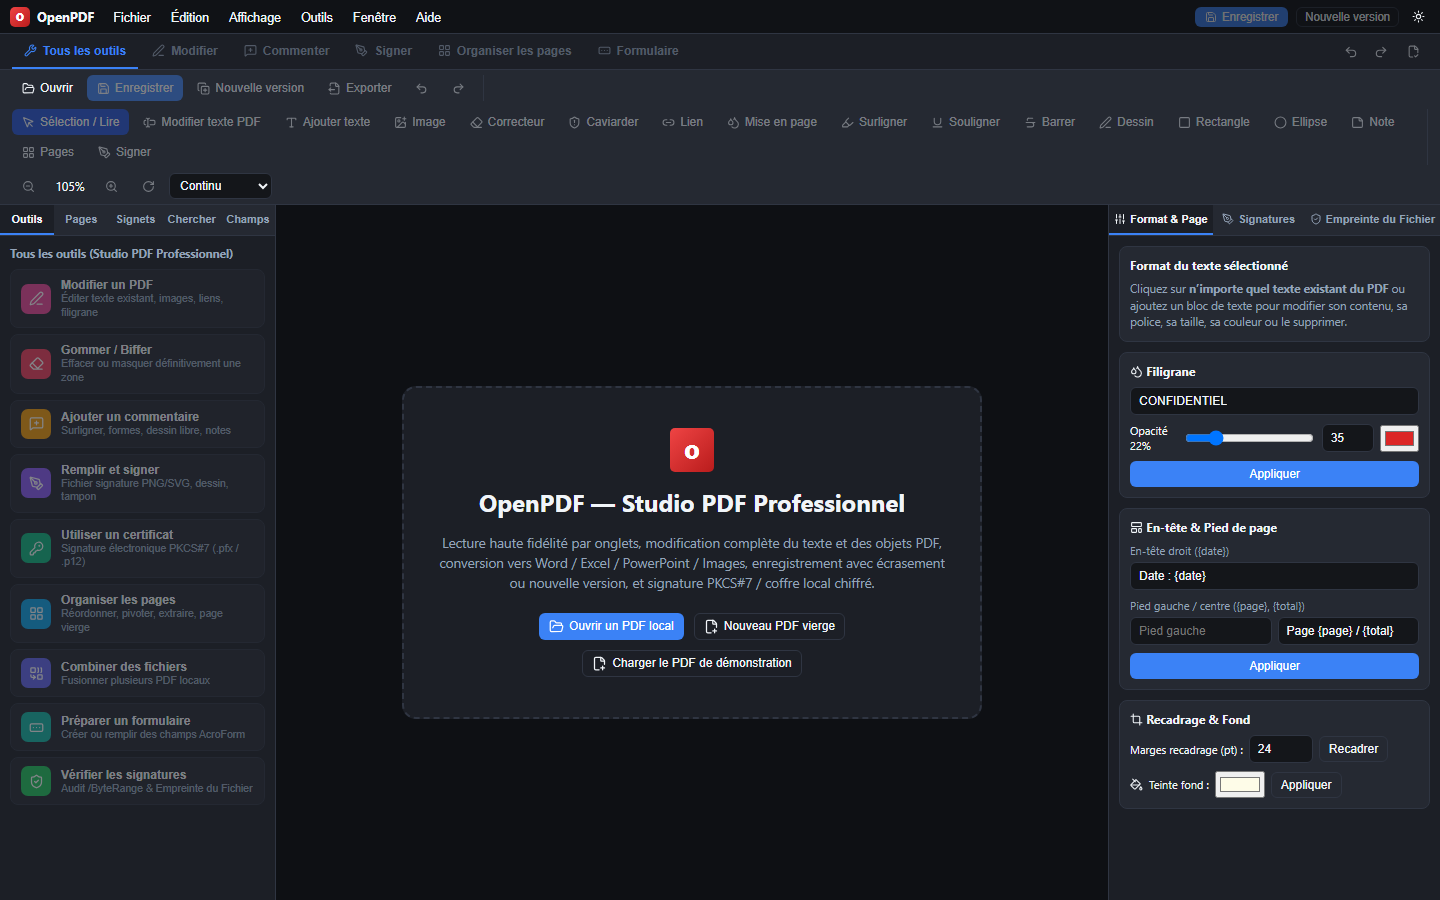 O OpenPDF Fichier Édition Affichage Outils Fenêtre Aide Enregistrer Nouvelle version
Tous les outils Modifier Commenter Signer Organiser les pages Formulaire
Ouvrir Enregistrer Nouvelle version Exporter
Sélection / Lire Modifier texte PDF Ajouter texte Image Correcteur Caviarder Lien Mise en page Surligner Souligner Barrer Dessin Rectangle Ellipse Note
Pages Signer
105% Continu
Outils Pages Signets Chercher Champs
Tous les outils (Studio PDF Professionnel)
Modifier un PDF
Éditer texte existant, images, liens,
filigrane
Gommer / Biffer
Effacer ou masquer définitivement une
zone
Ajouter un commentaire
Surligner, formes, dessin libre, notes
Remplir et signer
Fichier signature PNG/SVG, dessin,
tampon
Utiliser un certificat
Signature électronique PKCS#7 (.pfx /
.p12)
Organiser les pages
Réordonner, pivoter, extraire, page
vierge
Combiner des fichiers
Fusionner plusieurs PDF locaux
Préparer un formulaire
Créer ou remplir des champs AcroForm
Vérifier les signatures
Audit /ByteRange & Empreinte du Fichier
O
OpenPDF — Studio PDF Professionnel
Lecture haute fidélité par onglets, modification complète du texte et des objets PDF,
conversion vers Word / Excel / PowerPoint / Images, enregistrement avec écrasement
ou nouvelle version, et signature PKCS#7 / coffre local chiffré.
Ouvrir un PDF local Nouveau PDF vierge
Charger le PDF de démonstration
Format & Page Signatures Empreinte du Fichier
Format du texte sélectionné
Cliquez sur n'importe quel texte existant du PDF ou
ajoutez un bloc de texte pour modifier son contenu, sa
police, sa taille, sa couleur ou le supprimer.
Filigrane
CONFIDENTIEL
Opacité
22% 35
Appliquer
En-tête & Pied de page
En-tête droit ({date})
Date : {date}
Pied gauche / centre ({page}, {total})
Pied gauche Page {page} / {total}
Appliquer
Recadrage & Fond
Marges recadrage (pt) : 24 Recadrer
Teinte fond : Appliquer